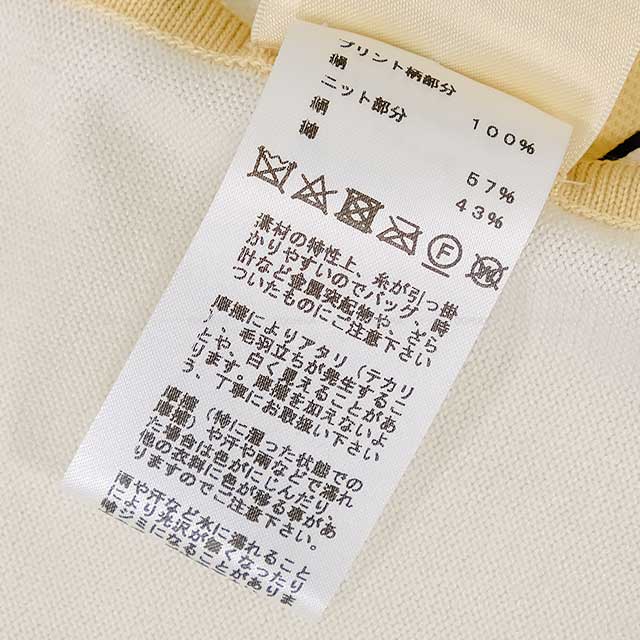 プリント柄部分
100%
ニット部分
57%
43%
F
W
素材の特性上、糸が引っ掛
かりやすいのでバッグ、時
計など金属突起物や、ざら
ついたものにご注意下さい
摩擦によりアタリ（テカリ
）、毛羽立ちが発生するこ
とや、白く見えることがあ
ります。摩擦を加えないよ
う、丁寧にお取扱い下さい
摩擦（特に湿った状態での
摩擦）や汗や雨などで濡れ
た場合は色がにじんだり、
他の衣料に色が移る事があ
りますのでご注意下さい。
雨や汗など水に濡れること
により光沢が無くなったり
輪ジミになることがありま